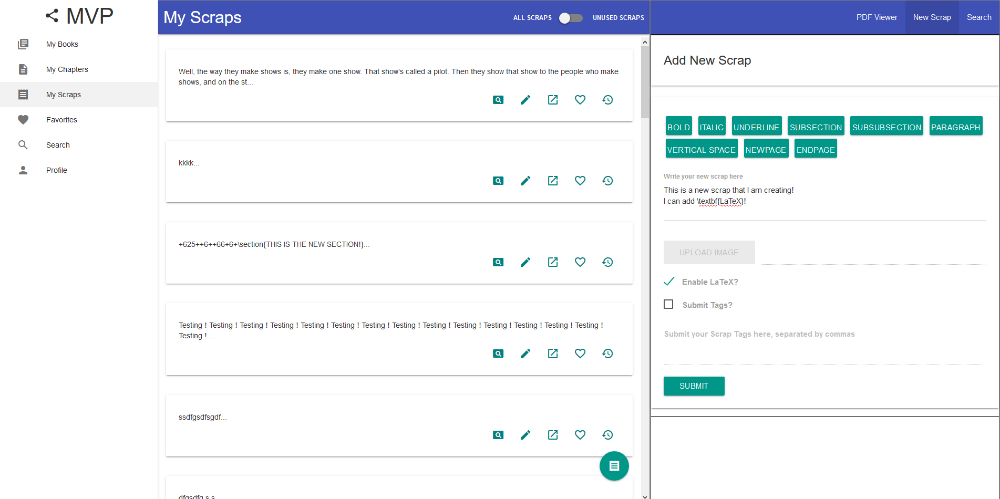 MVP
My Books
My Chapters
My Scraps
Favorites
Search
Profile
My Scraps
ALL SCRAPS
UNUSED SCRAPS
Well, the way they make shows is, they make one show. That show's called a pilot. Then they show that show to the people who make
shows, and on the st...
kkkk...
+625++6++66+6+\section{THIS IS THE NEW SECTION!}...
Testing ! Testing ! Testing ! Testing ! Testing ! Testing ! Testing ! Testing ! Testing ! Testing ! Testing ! Testing ! Testing ! Testing !
Testing ! ...
ssdfgsdfsgdf...
dfgsdfg s s
PDF Viewer
New Scrap
Search
Add New Scrap
BOLD
ITALIC
UNDERLINE
SUBSECTION
SUBSUBSECTION
PARAGRAPH
VERTICAL SPACE
NEWPAGE
ENDPAGE
Write your new scrap here
This is a new scrap that I am creating!
I can add \textbf{LaTeX}!
UPLOAD IMAGE
Enable LaTeX?
Submit Tags?
Submit your Scrap Tags here, separated by commas
SUBMIT